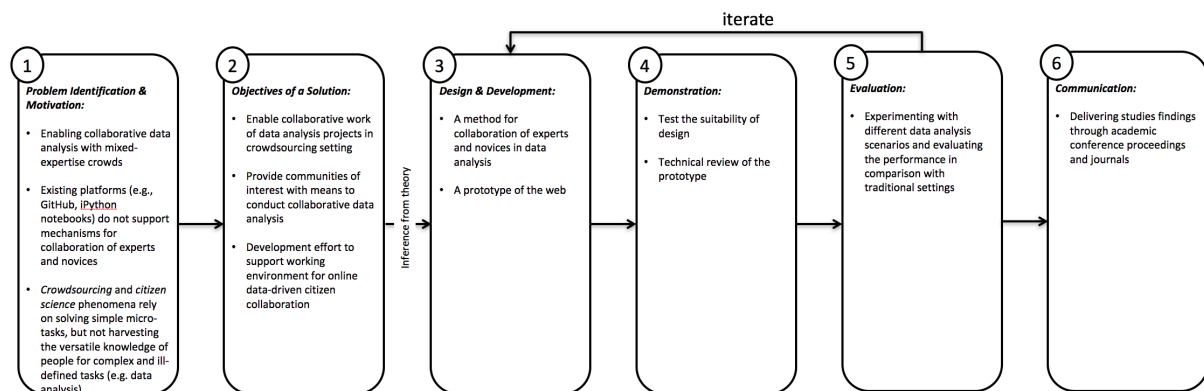 iterate
1
Problem Identification &
Motivation:
• Enabling collaborative data
analysis with mixed-
expertise crowds
• Existing platforms (e.g.,
GitHub, iPython
notebooks) do not support
mechanisms for
collaboration of experts
and novices
• Crowdsourcing and citizen
science phenomena rely
on solving simple micro-
tasks, but not harvesting
the versatile knowledge of
people for complex and ill-
defined tasks (e.g. data
analysis)
2
Objectives of a Solution:
• Enable collaborative work
of data analysis projects in
crowdsourcing setting
• Provide communities of
interest with means to
conduct collaborative data
analysis
• Development effort to
support working
environment for online
data-driven citizen
collaboration
Inference from theory
3
Design & Development:
• A method for
collaboration of experts
and novices in data
analysis
• A prototype of the web
4
Demonstration:
• Test the suitability of
design
• Technical review of the
prototype
5
Evaluation:
• Experimenting with
different data analysis
scenarios and evaluating
the performance in
comparison with
traditional settings
6
Communication:
• Delivering studies findings
through academic
conference proceedings
and journals